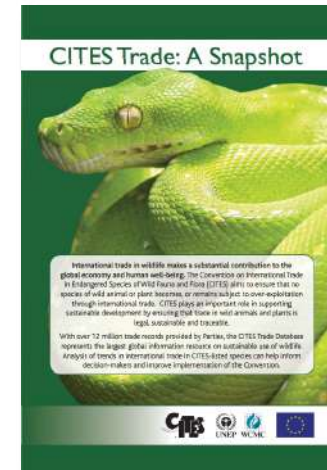 CITES Trade: A Snapshot
International trade in wildlife makes a substantial contribution to the
global economy and human well-being. The Convention on International Trade
in Endangered Species of Wild Fauna and Flora (CITES) aims to ensure that no
species of wild animal or plant becomes, or remains subject to over-exploitation
through international trade. CITES plays an important role in supporting
sustainable development by ensuring that trade in wild animals and plants is
legal, sustainable and traceable.
With over 12 million trade records provided by Parties, the CITES Trade Database
represents the largest global information resource on sustainable use of wildlife.
Analysis of trends in international trade in CITES-listed species can help inform
decision-makers and improve implementation of the Convention.
CITES
UNEP WCMC